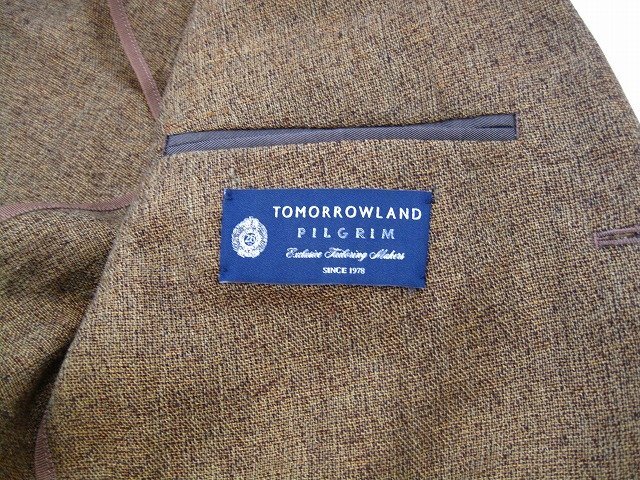 TOMORROWLAND
PILGRIM
Exclusive Tailoring Makers
SINCE 1978